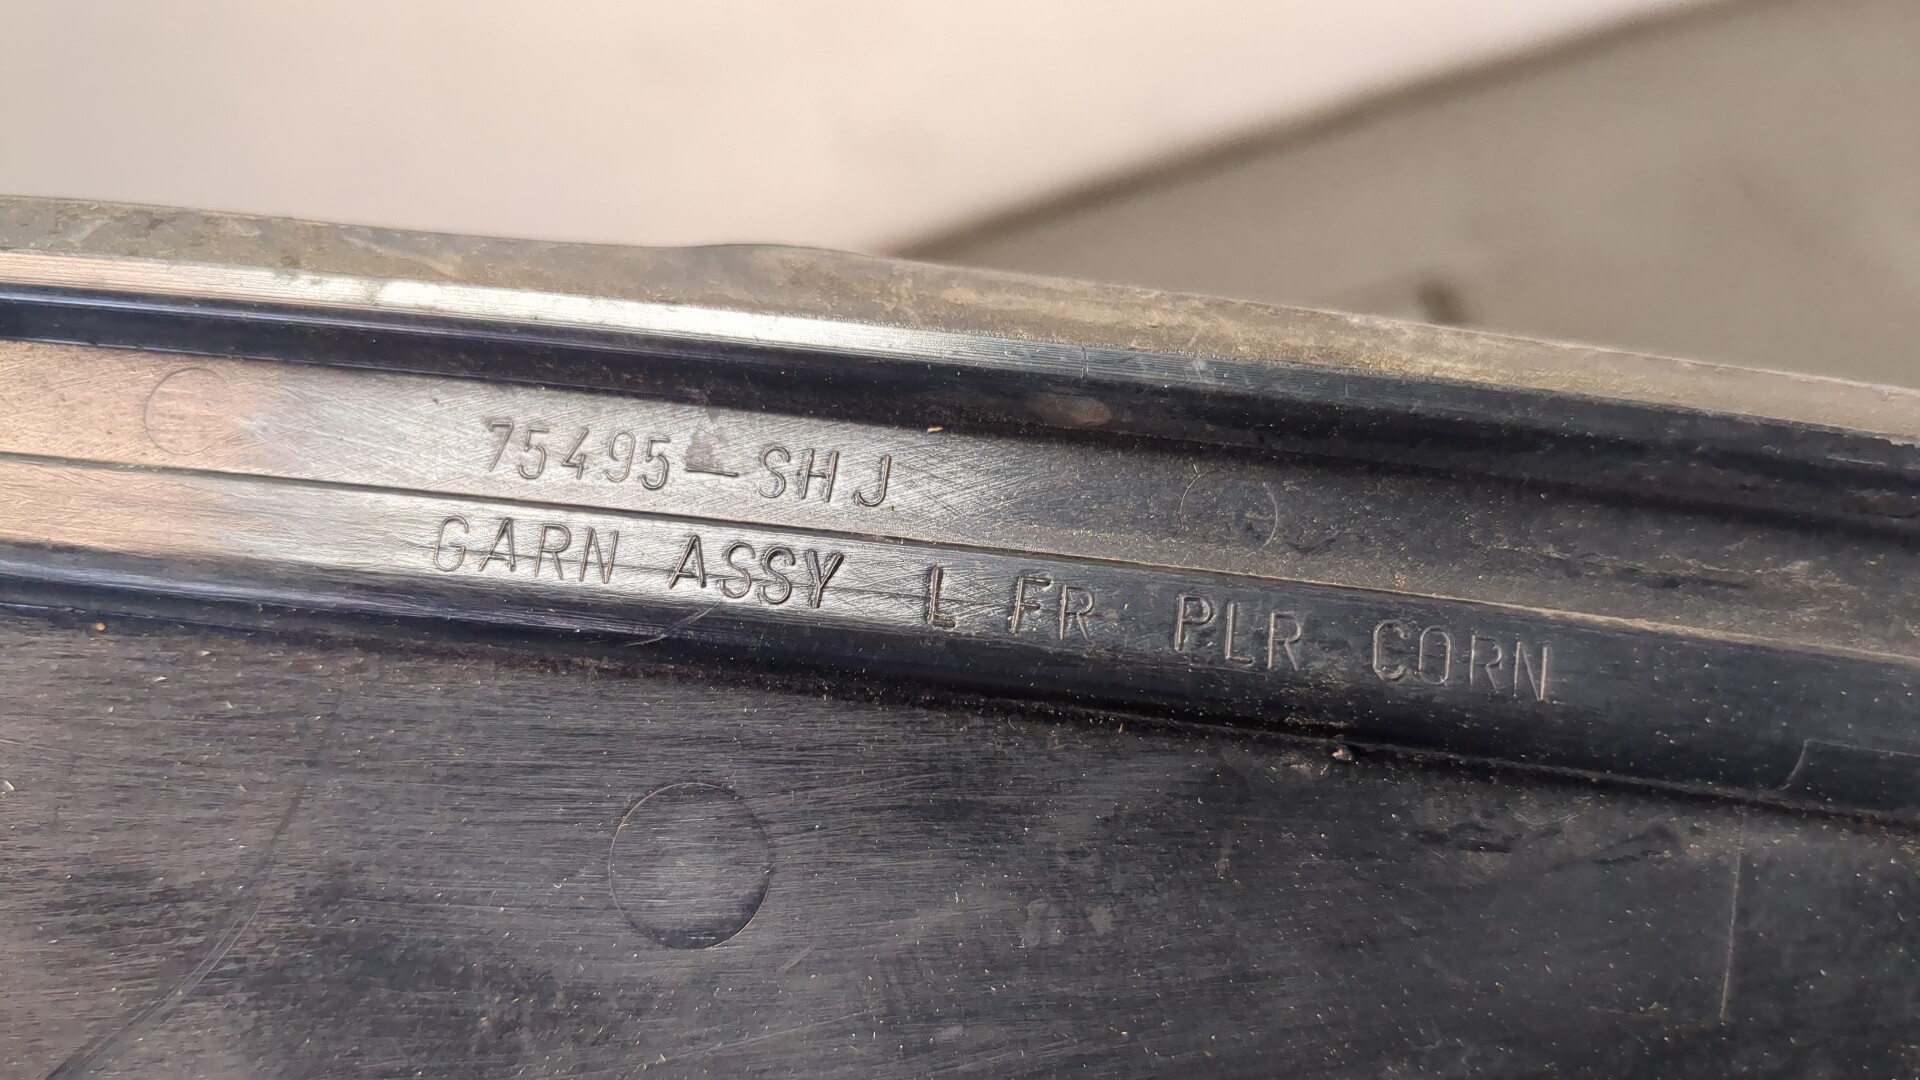 75495-SHJ
GARN ASSY L FR PLR CORN